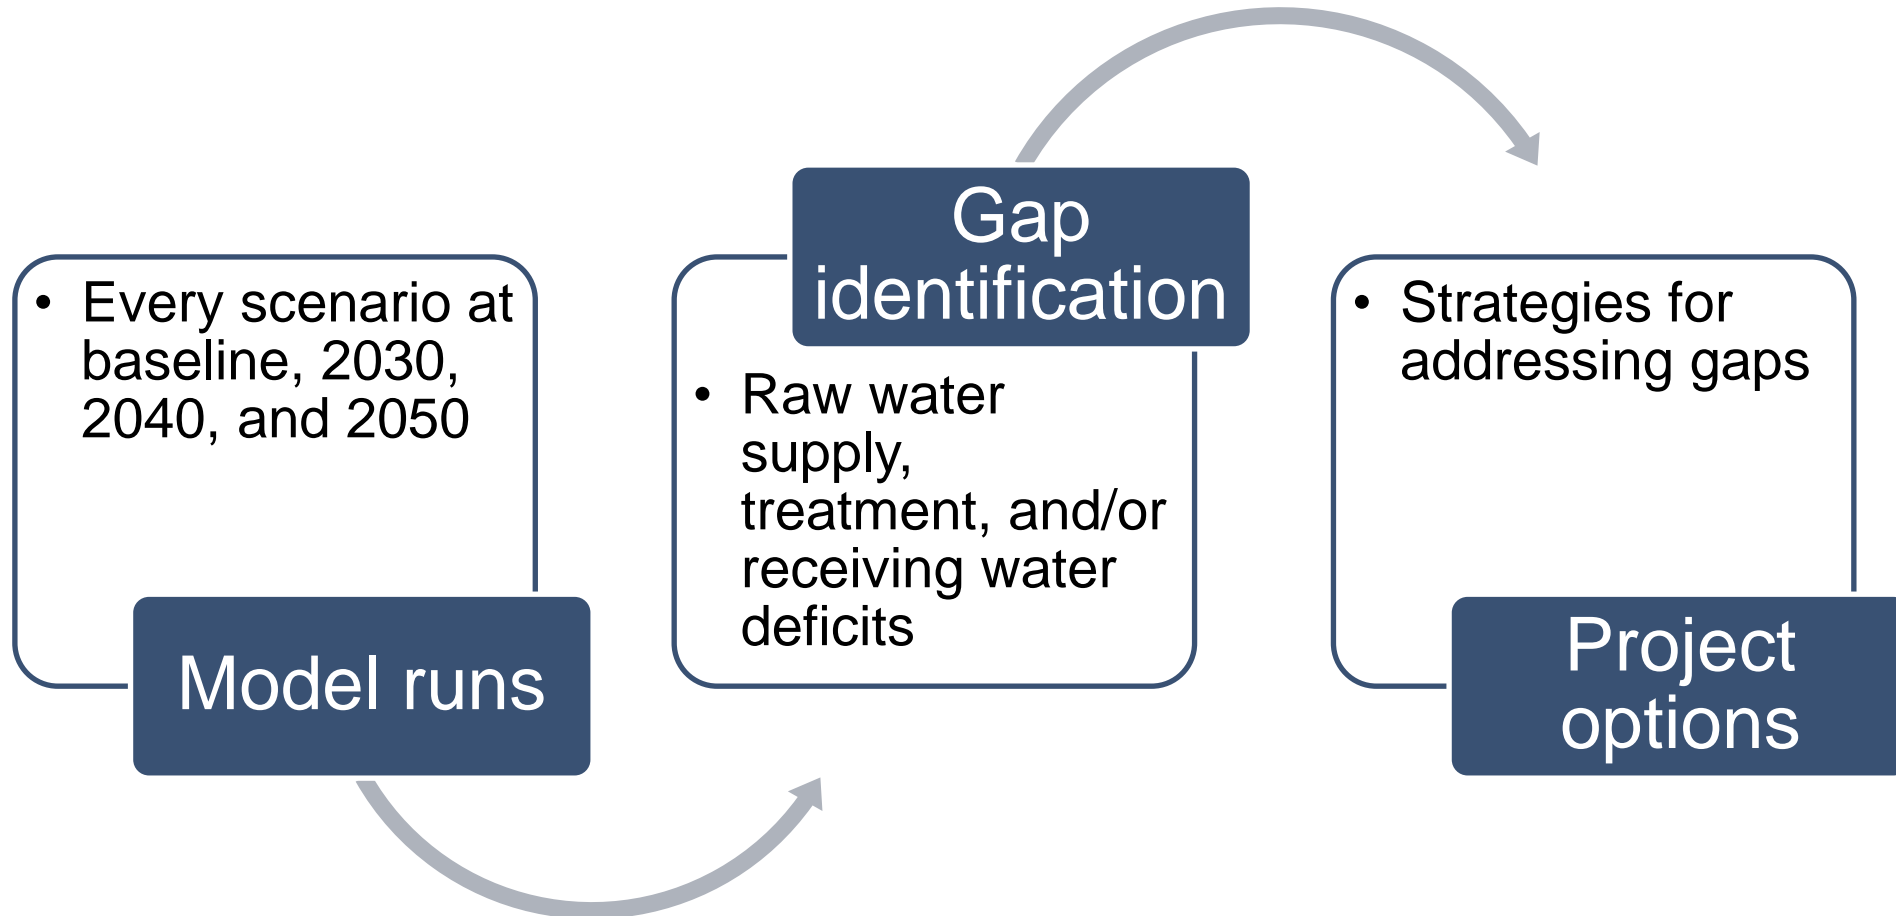 • Every scenario at
baseline, 2030,
2040, and 2050
Model runs
Gap
identification
• Raw water
supply,
treatment, and/or
receiving water
deficits
• Strategies for
addressing gaps
Project
options